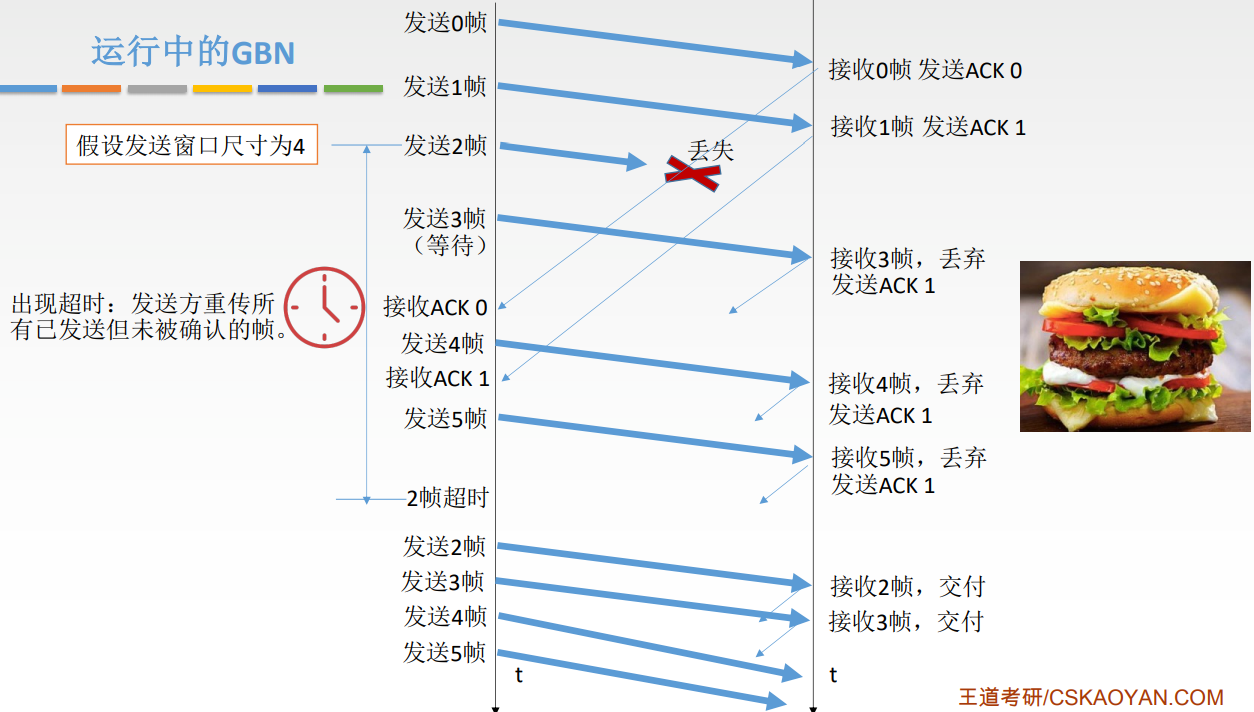 运行中的GBN
假设发送窗口尺寸为4
出现超时：发送方重传所
有已发送但未被确认的帧。
发送0帧
发送1帧
发送2帧
发送3帧
（等待）
接收ACK 0
发送4帧
接收ACK 1
发送5帧
2帧超时
发送2帧
发送3帧
发送4帧
发送5帧
t
丢失
接收0帧 发送ACK 0
接收1帧 发送ACK 1
接收3帧，丢弃
发送ACK 1
接收4帧，丢弃
发送ACK 1
接收5帧，丢弃
发送ACK 1
接收2帧，交付
接收3帧，交付
t
王道考研/CSKAOYAN.COM